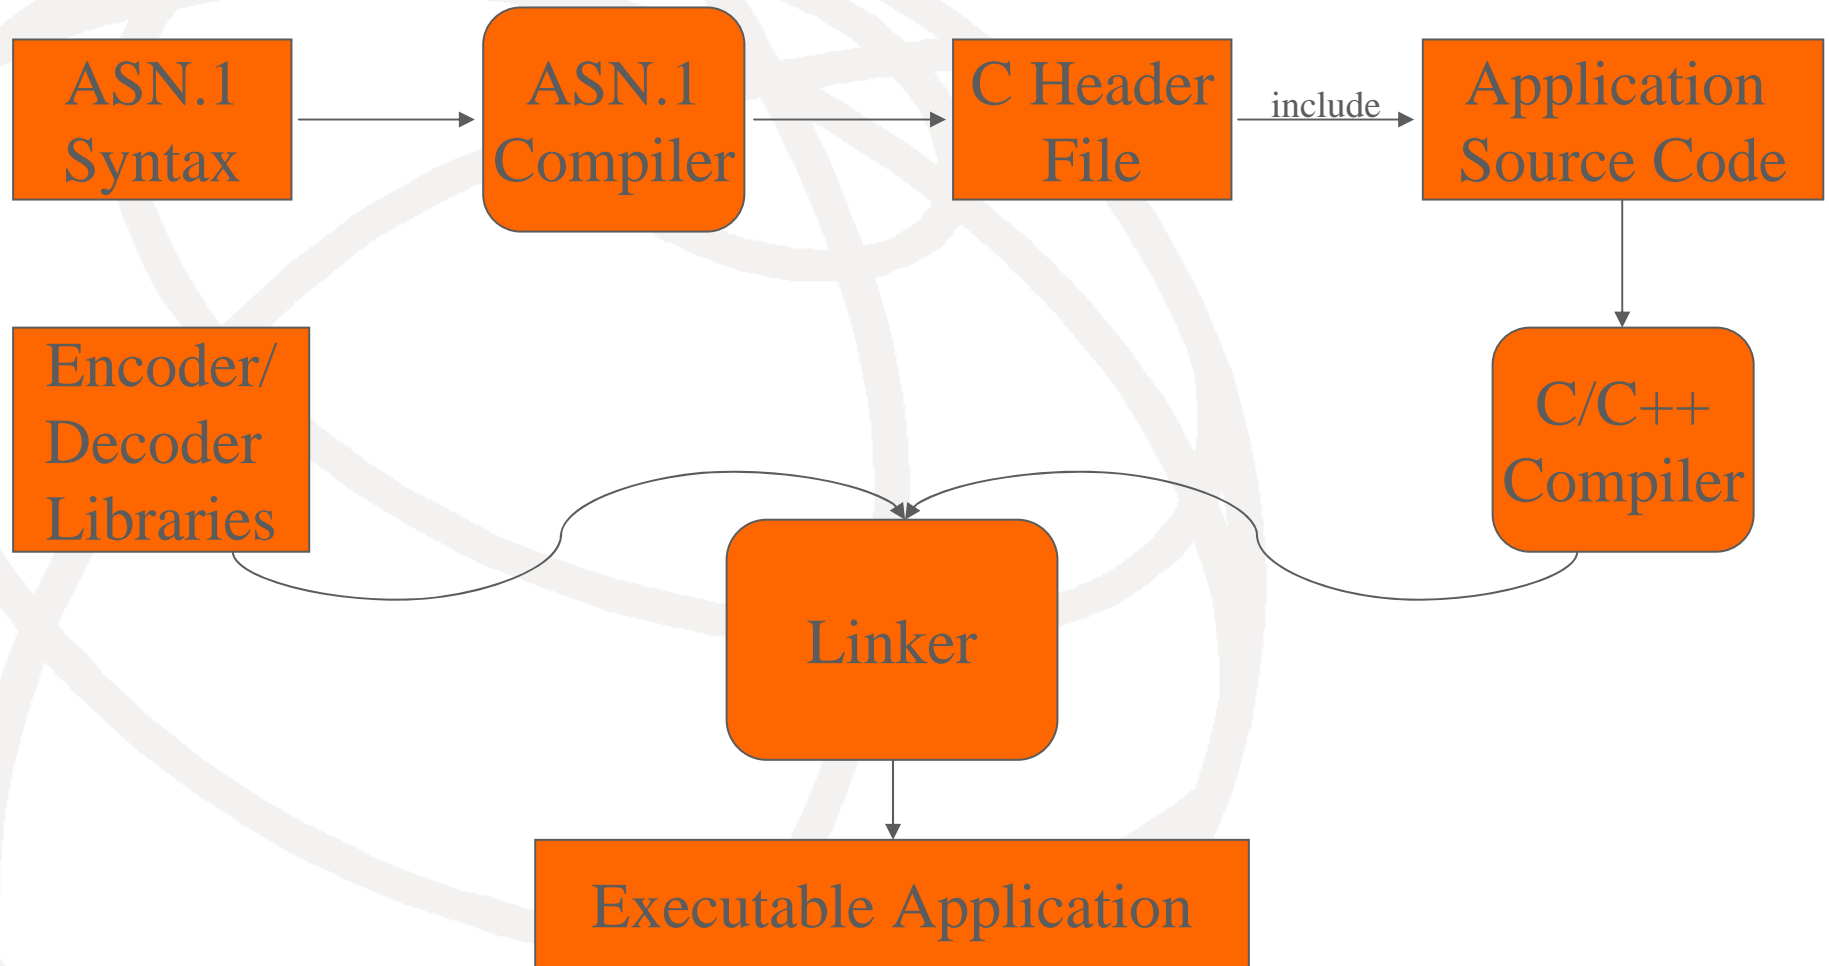 ASN.1
Syntax
ASN.1
Compiler
C Header
File
include
Application
Source Code
Encoder/
Decoder
Libraries
C/C++
Compiler
Linker
Executable Application